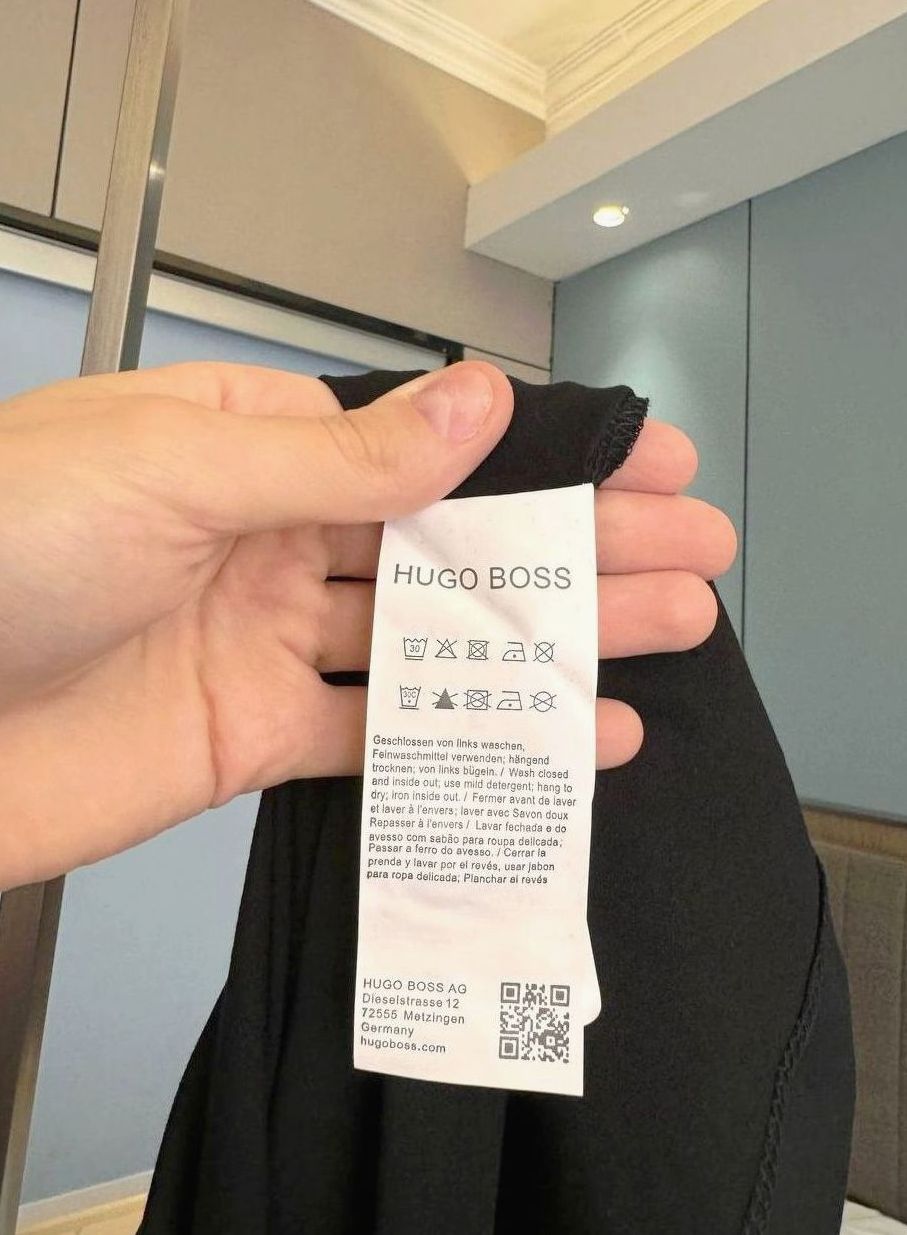 HUGO BOSS
30
30C
Geschlossen von links waschen,
Feinwaschmittel verwenden; hängend
trocknen; von links bügeln. / Wash closed
and inside out; use mild detergent; hang to
dry; iron inside out. / Fermer avant de laver
et laver à l'envers; laver avec Savon doux
Repasser à l'envers / Lavar fechada e do
avesso com sabão para roupa delicada;
Passar a ferro do avesso. / Cerrar la
prenda y lavar por el revés, usar jabon
para ropa delicada; Planchar al revés
HUGO BOSS AG
Dieselstrasse 12
72555 Metzingen
Germany
hugoboss.com